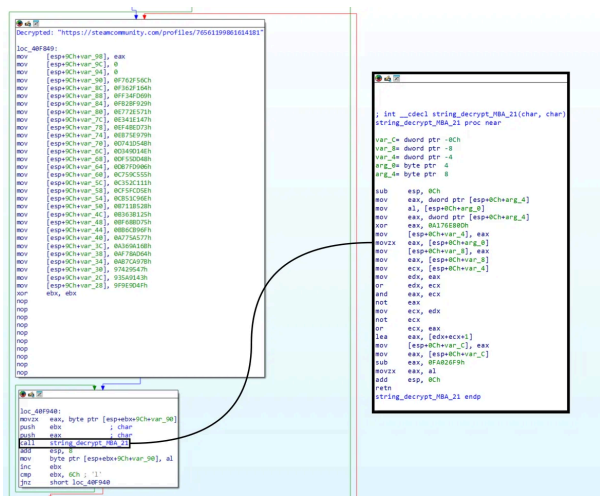 Decrypted: "https://steamcommunity.com/profiles/76561199861614181"
loc_40F849:
mov [esp+9Ch+var_98], eax
mov [esp+9Ch+var_9C], 0
mov [esp+9Ch+var_94], 0
mov [esp+9Ch+var_90], 0F762F56Ch
mov [esp+9Ch+var_8C], 0F362F164h
mov [esp+9Ch+var_88], 0FF34FD69h
mov [esp+9Ch+var_84], 0FB2BF929h
mov [esp+9Ch+var_80], 0E772E571h
mov [esp+9Ch+var_7C], 0E341E147h
mov [esp+9Ch+var_78], 0EF4BED73h
mov [esp+9Ch+var_74], 0EB75E979h
mov [esp+9Ch+var_70], 0D741D54Bh
mov [esp+9Ch+var_6C], 0D349D14Eh
mov [esp+9Ch+var_68], 0DF55DD4Bh
mov [esp+9Ch+var_64], 0DB7FD906h
mov [esp+9Ch+var_60], 0C759C555h
mov [esp+9Ch+var_5C], 0C352C111h
mov [esp+9Ch+var_58], 0CF5FCD5Eh
mov [esp+9Ch+var_54], 0CB51C96Eh
mov [esp+9Ch+var_50], 0B711B528h
mov [esp+9Ch+var_4C], 0B363B125h
mov [esp+9Ch+var_48], 0BF68BD75h
mov [esp+9Ch+var_44], 0BB6CB96Fh
mov [esp+9Ch+var_40], 0A775A577h
mov [esp+9Ch+var_3C], 0A369A16Bh
mov [esp+9Ch+var_38], 0AF78AD64h
mov [esp+9Ch+var_34], 0AB7CA97Bh
mov [esp+9Ch+var_30], 97429547h
mov [esp+9Ch+var_2C], 935A9143h
mov [esp+9Ch+var_28], 9F9E9D4Fh
xor ebx, ebx
nop
nop
nop
nop
nop
nop
nop
nop
nop
nop
nop
loc_40F940:
movzx eax, byte ptr [esp+ebx+9Ch+var_90]
push ebx ; char
push eax ; char
call string_decrypt_MBA_21
add esp, 8
mov byte ptr [esp+ebx+9Ch+var_90], al
inc ebx
cmp ebx, 6Ch ; 'l'
jnz short loc_40F940
; int __cdecl string_decrypt_MBA_21(char, char)
string_decrypt_MBA_21 proc near
var_C= dword ptr -0Ch
var_8= dword ptr -8
var_4= dword ptr -4
arg_0= byte ptr 4
arg_4= byte ptr 8
sub esp, 0Ch
mov eax, dword ptr [esp+0Ch+arg_4]
mov al, [esp+0Ch+arg_0]
mov eax, dword ptr [esp+0Ch+arg_4]
xor eax, 0A176E80Dh
mov [esp+0Ch+var_4], eax
movzx eax, [esp+0Ch+arg_0]
mov [esp+0Ch+var_8], eax
mov eax, [esp+0Ch+var_8]
mov ecx, [esp+0Ch+var_4]
mov edx, eax
or edx, ecx
and eax, ecx
not eax
mov ecx, edx
not ecx
or ecx, eax
lea eax, [edx+ecx+1]
mov [esp+0Ch+var_C], eax
mov eax, [esp+0Ch+var_C]
sub eax, 0FA026F9h
movzx eax, al
add esp, 0Ch
retn
string_decrypt_MBA_21 endp